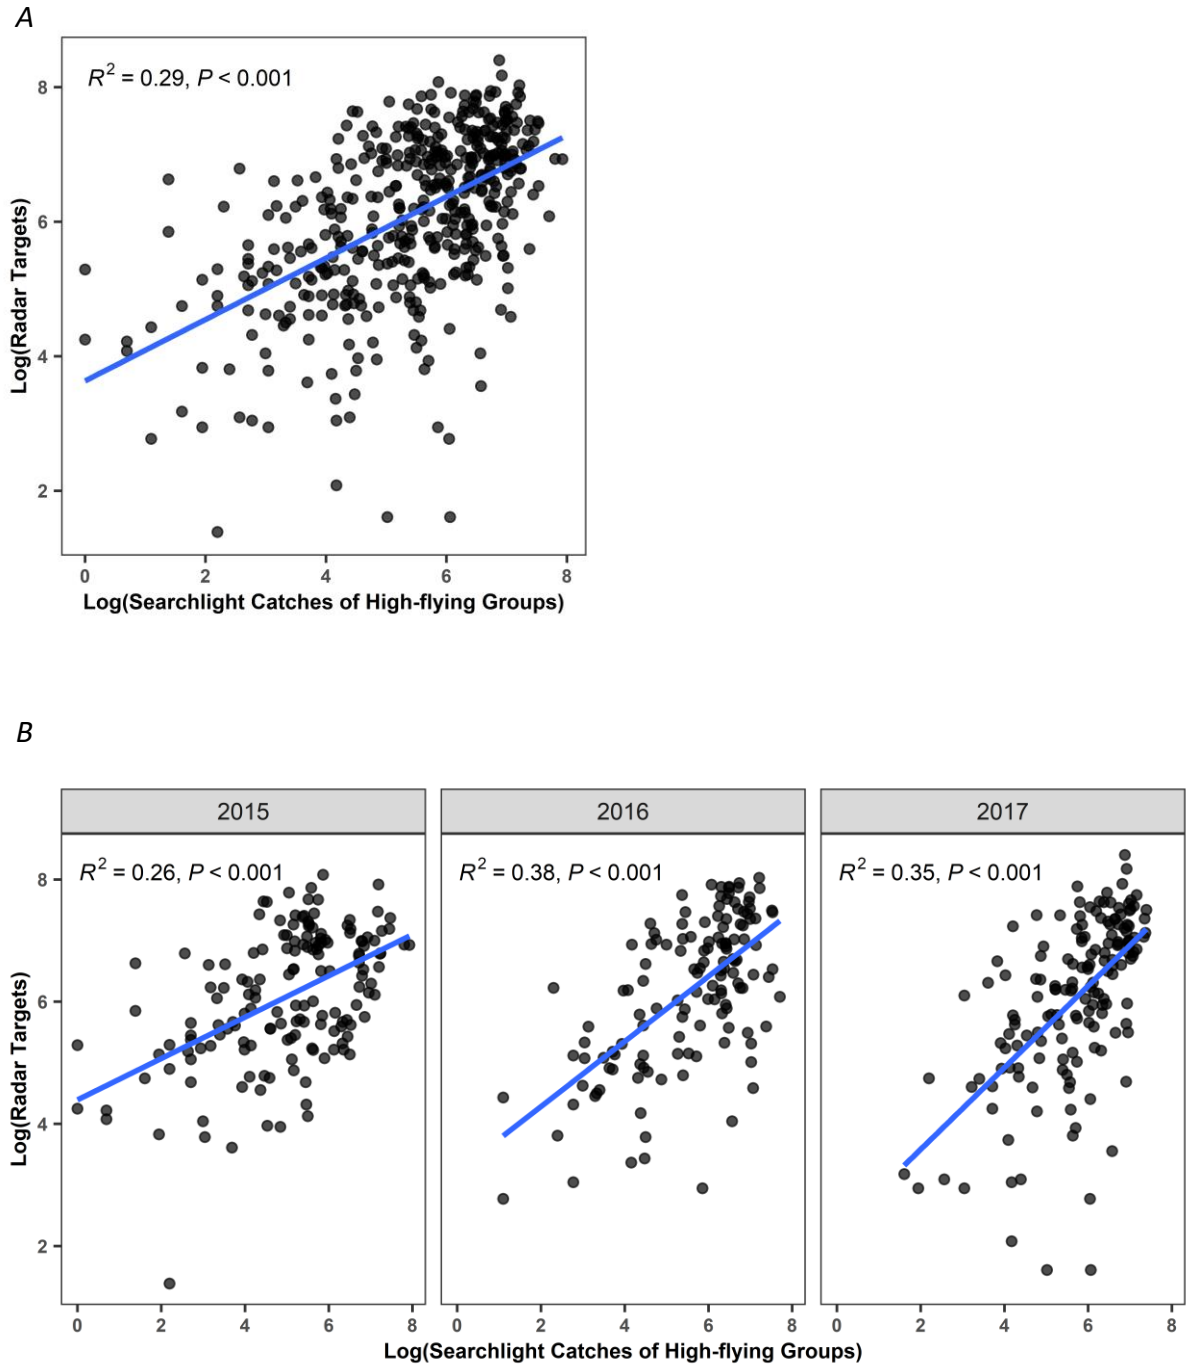 A
R² = 0.29, P < 0.001
8
6
4
2
Log(Radar Targets)
0 2 4 6 8
Log(Searchlight Catches of High-flying Groups)
B
2015 2016 2017
R² = 0.26, P < 0.001 R² = 0.38, P < 0.001 R² = 0.35, P < 0.001
8
6
4
2
Log(Radar Targets)
0 2 4 6 8 0 2 4 6 8 0 2 4 6 8
Log(Searchlight Catches of High-flying Groups)